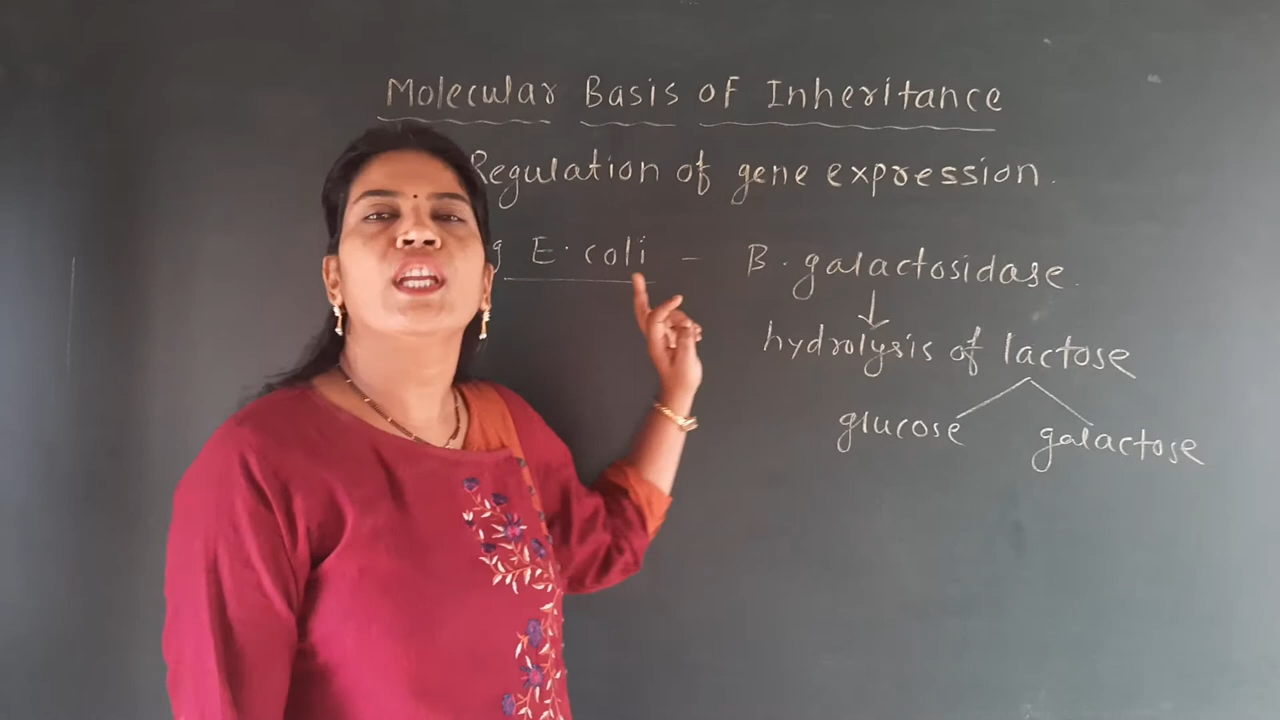 Molecular Basis of Inheritance
Regulation of gene expression.
g E. coli - B. galactosidase.
↓
hydrolysis of lactose
glucose galactose